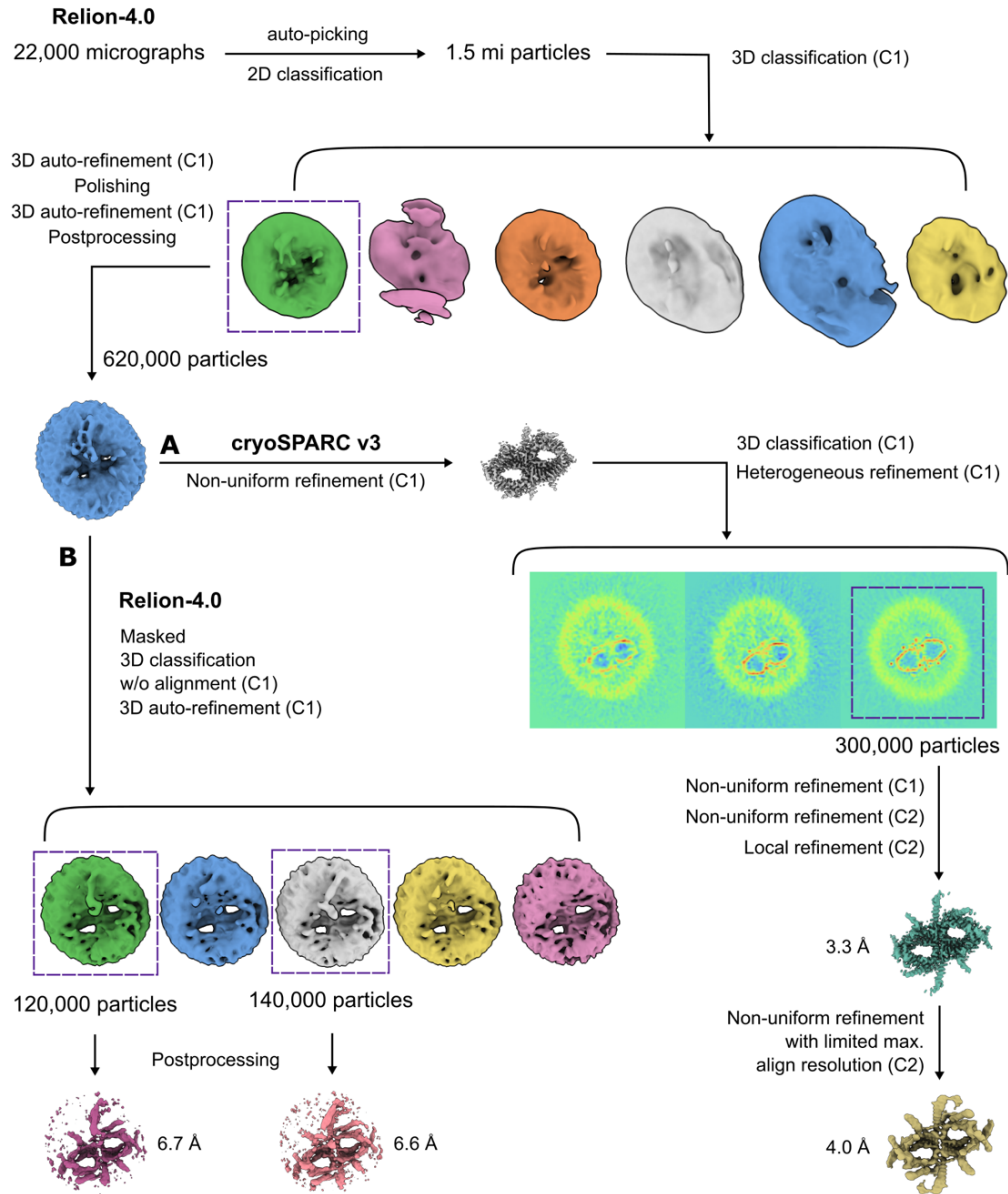 Relion-4.0
22,000 micrographs
auto-picking
2D classification
1.5 mi particles
3D classification (C1)
3D auto-refinement (C1)
Polishing
3D auto-refinement (C1)
Postprocessing
620,000 particles
A
cryoSPARC v3
Non-uniform refinement (C1)
3D classification (C1)
Heterogeneous refinement (C1)
B
Relion-4.0
Masked
3D classification
w/o alignment (C1)
3D auto-refinement (C1)
300,000 particles
Non-uniform refinement (C1)
Non-uniform refinement (C2)
Local refinement (C2)
3.3 Å
120,000 particles
140,000 particles
Postprocessing
6.7 Å
6.6 Å
Non-uniform refinement
with limited max.
align resolution (C2)
4.0 Å